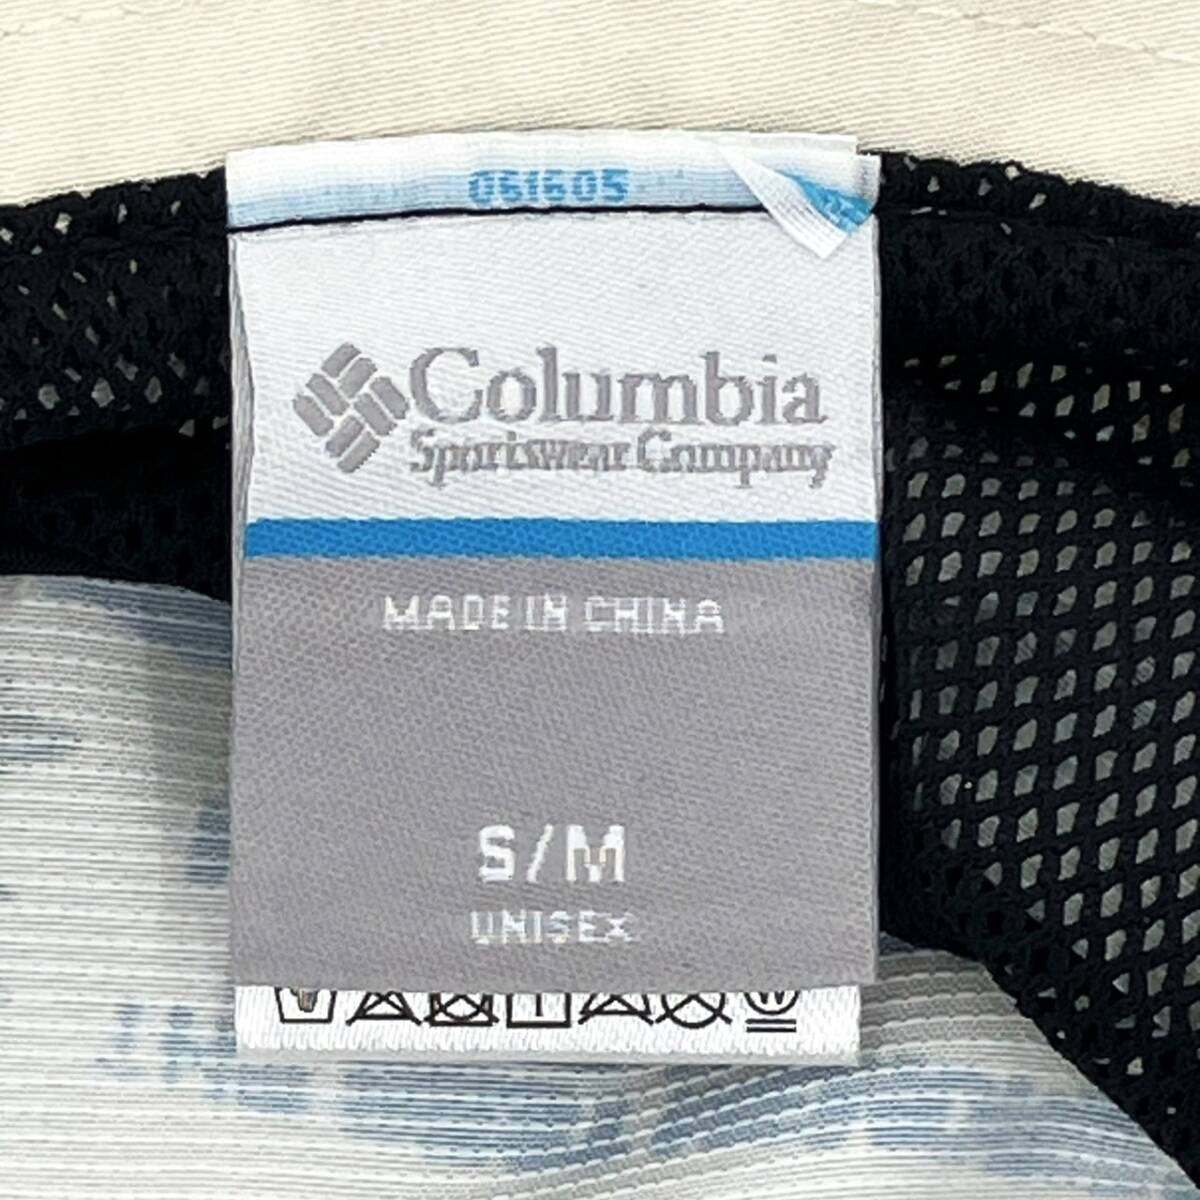 061605
Columbia
Sportswear Company
MADE IN CHINA
S/M
UNISEX